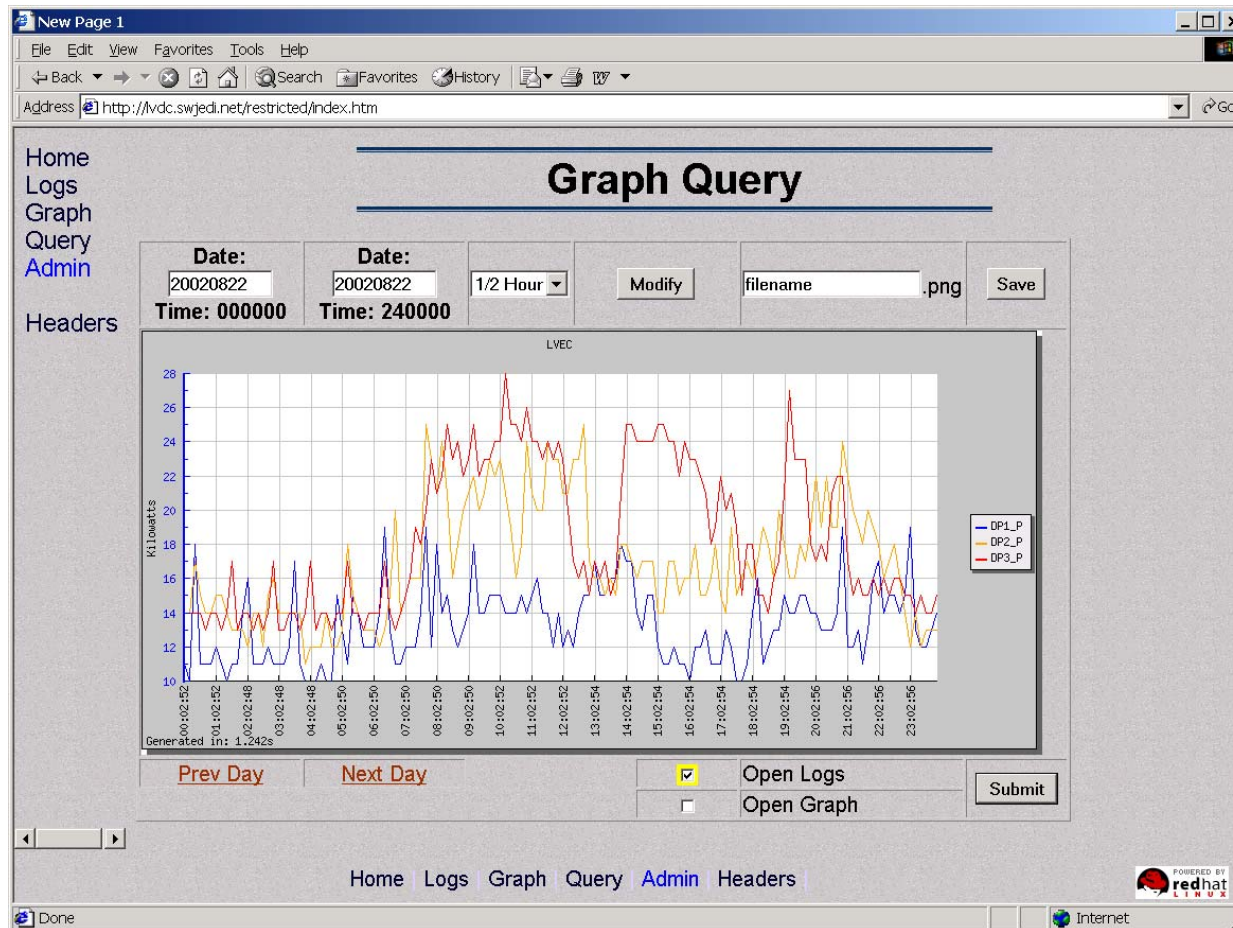 New Page 1
File Edit View Favorites Tools Help
Back Search Favorites History
Address http://lvdc.swjedi.net/restricted/index.htm Go
Home
Logs
Graph
Query
Admin
Headers
Graph Query
Date: Date:
20020822 20020822 1/2 Hour Modify filename .png Save
Time: 000000 Time: 240000
LVEC
Kilowatts
28
26
24
22
20
18
16
14
12
10
DP1_P
DP2_P
DP3_P
00:02:52 01:02:52 02:02:48 03:02:48 04:02:48 05:02:50 06:02:50 07:02:50 08:02:50 09:02:52 10:02:52 11:02:52 12:02:52 13:02:54 14:02:54 15:02:54 16:02:54 17:02:54 18:02:54 19:02:54 20:02:56 21:02:56 22:02:56 23:02:56
Generated in: 1.242s
Prev Day Next Day Open Logs
Open Graph
Submit
Home Logs Graph Query Admin Headers
POWERED BY
redhat
LINUX
Done Internet